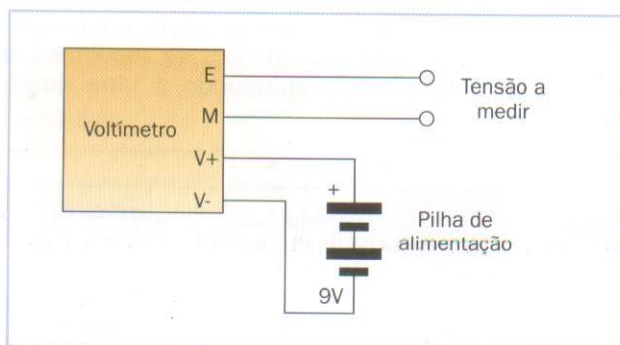 E
Tensão a
medir
M
Voltímetro
V+
V-
+
Pilha de
alimentação
9V